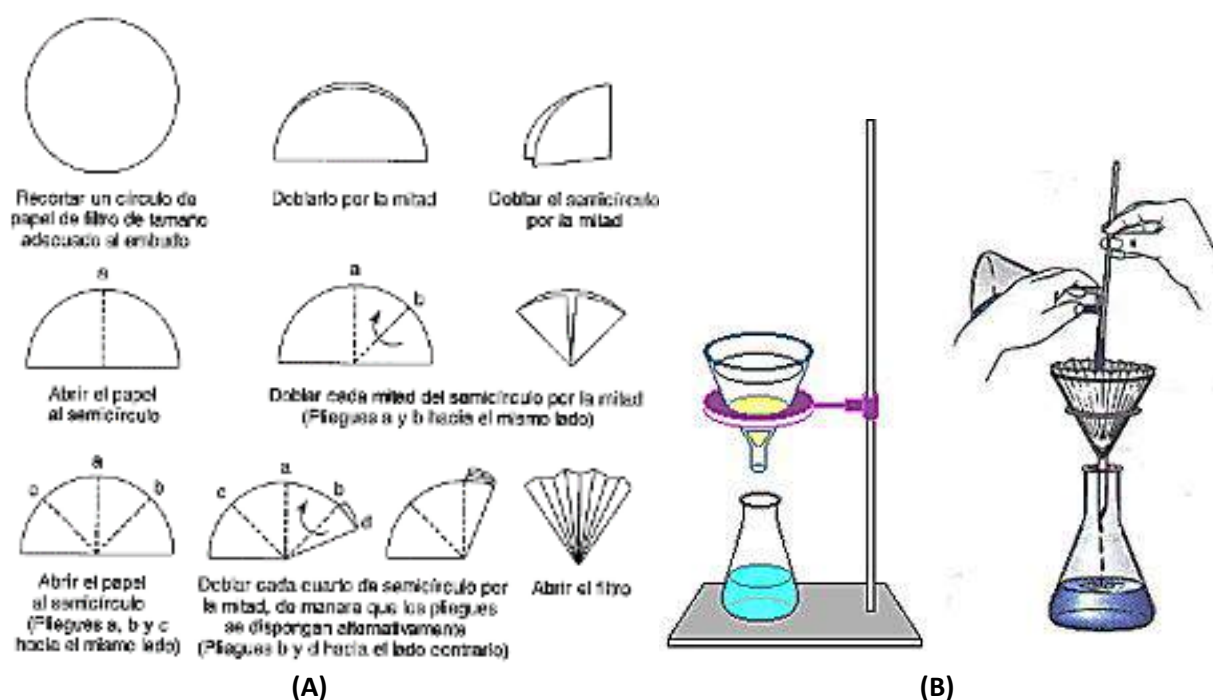 Recortar un círculo de
papel de filtro de tamaño
adecuado al embudo
Doblarlo por la mitad
Doblar el semicírculo
por la mitad
a
Abrir el papel
al semicírculo
a
b
Doblar cada mitad del semicírculo por la mitad
(Pliegues a y b hacia el mismo lado)
a
c
b
Abrir el papel
al semicírculo
(Pliegues a, b y c
hacia el mismo lado)
a
c
b
d
Doblar cada cuarto de semicírculo por
la mitad, de manera que los pliegues
se dispongan alternativamente
(Pliegues b y d hacia el lado contrario)
Abrir el filtro
(A)
(B)